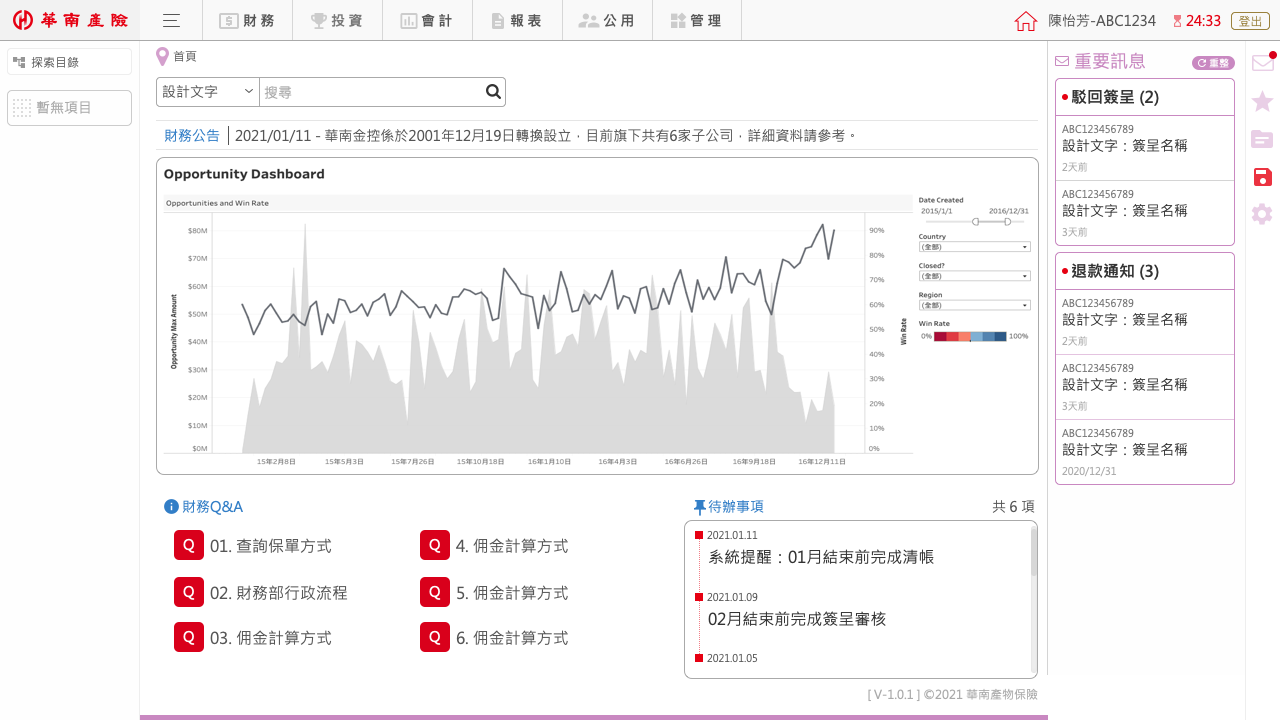 華南產險
財務
投資
會計
報表
公用
管理
陳怡芳-ABC1234
24:33
登出
探索目錄
暫無項目
首頁
設計文字
搜尋
財務公告
2021/01/11 - 華南金控係於2001年12月19日轉換設立，目前旗下共有6家子公司，詳細資料請參考。
Opportunity Dashboard
Opportunities and Win Rate
Opportunity Max Amount
$80M
$70M
$60M
$50M
$40M
$30M
$20M
$10M
$0M
90%
80%
70%
60%
50%
40%
30%
20%
10%
0%
Win Rate
15年2月8日
15年5月3日
15年7月26日
15年10月18日
16年1月10日
16年4月3日
16年6月26日
16年9月18日
16年12月11日
Date Created
2015/1/1 2016/12/31
Country
(全部)
Closed?
(全部)
Region
(全部)
Win Rate
0% 100%
財務Q&A
Q 01. 查詢保單方式
Q 02. 財務部行政流程
Q 03. 佣金計算方式
Q 4. 佣金計算方式
Q 5. 佣金計算方式
Q 6. 佣金計算方式
待辦事項
共 6 項
2021.01.11
系統提醒：01月結束前完成清帳
2021.01.09
02月結束前完成簽呈審核
2021.01.05
[ V-1.0.1 ] ©2021 華南產物保險
重要訊息
重整
駁回簽呈 (2)
ABC123456789
設計文字：簽呈名稱
2天前
ABC123456789
設計文字：簽呈名稱
3天前
退款通知 (3)
ABC123456789
設計文字：簽呈名稱
2天前
ABC123456789
設計文字：簽呈名稱
3天前
ABC123456789
設計文字：簽呈名稱
2020/12/31